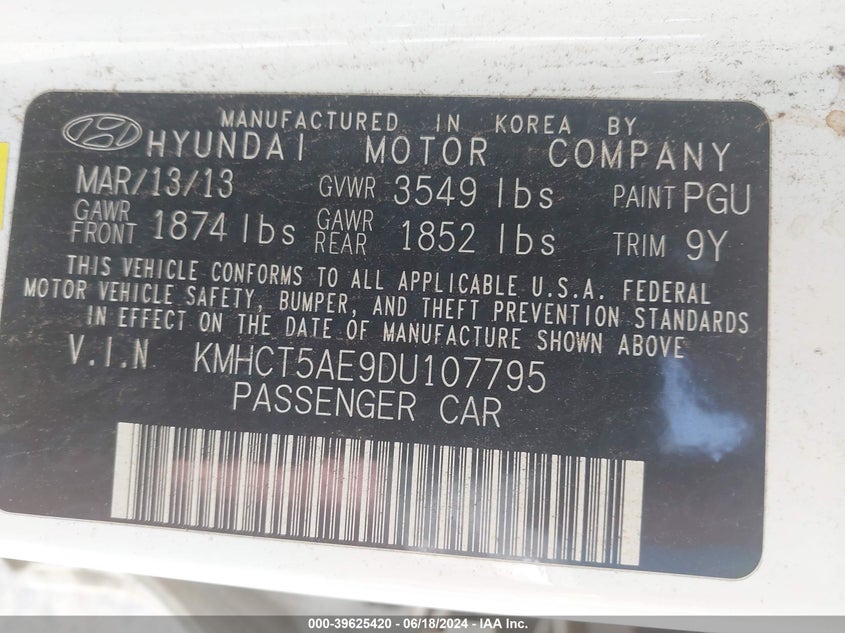 MANUFACTURED IN KOREA BY
HYUNDAI MOTOR COMPANY
MAR/13/13 GVWR 3549 lbs PAINT PGU
GAWR FRONT 1874 lbs GAWR REAR 1852 lbs TRIM 9Y
THIS VEHICLE CONFORMS TO ALL APPLICABLE U.S.A. FEDERAL
MOTOR VEHICLE SAFETY, BUMPER, AND THEFT PREVENTION STANDARDS
IN EFFECT ON THE DATE OF MANUFACTURE SHOWN ABOVE
V.I.N KMHCT5AE9DU107795
PASSENGER CAR
000-39625420 - 06/18/2024 - IAA Inc.